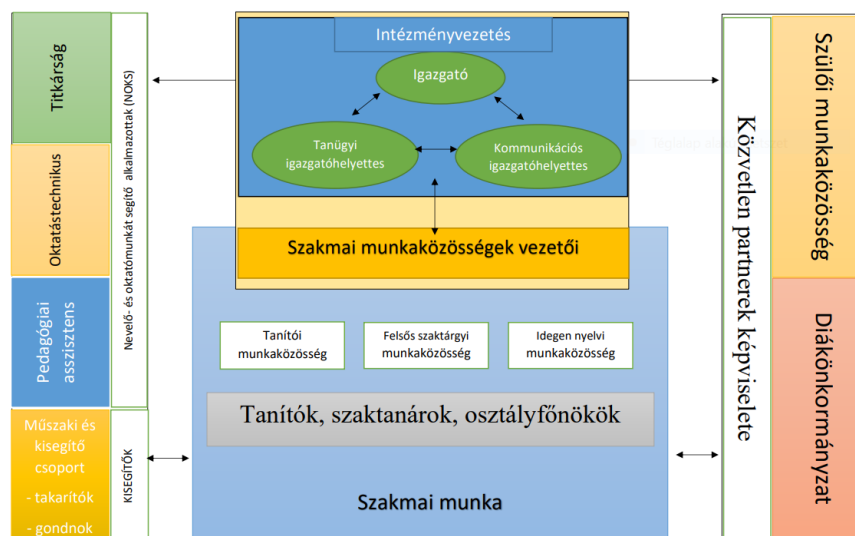 Titkárság
Oktatástechnikus
Pedagógiai
asszisztens
Műszaki és
kisegítő
csoport
- takarítók
- gondnok
Nevelő- és oktatómunkát segítő alkalmazottak (NOKS)
KISEGÍTŐK
Intézményvezetés
Igazgató
Tanügyi
igazgatóhelyettes
Kommunikációs
igazgatóhelyettes
Szakmai munkaközösségek vezetői
Tanítói
munkaközösség
Felsős szaktárgyi
munkaközösség
Idegen nyelvi
munkaközösség
Tanítók, szaktanárok, osztályfőnökök
Szakmai munka
Közvetlen partnerek képviselete
Szülői munkaközösség
Diákönkormányzat